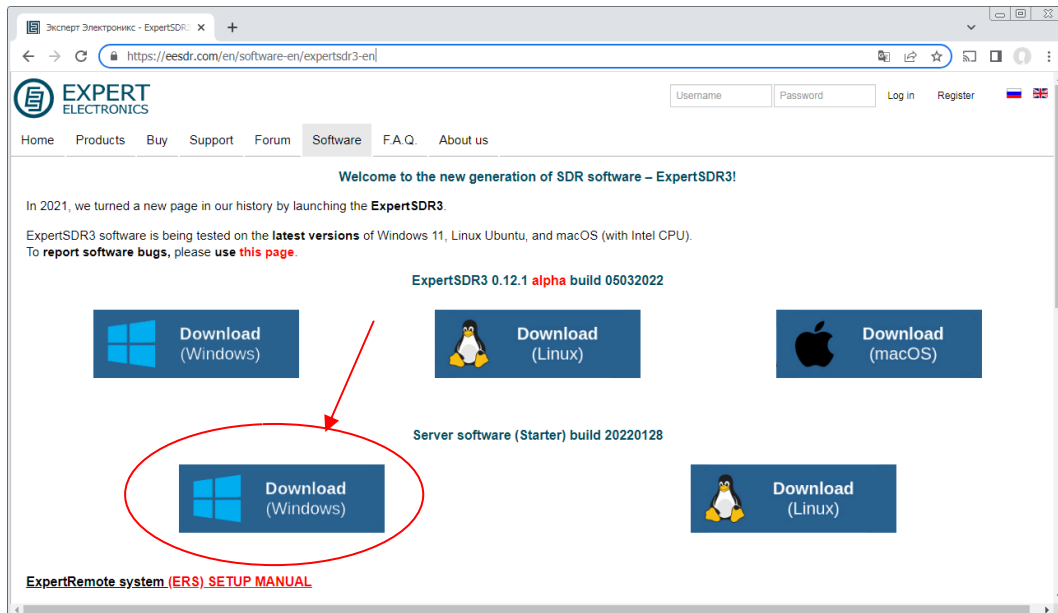 Эксперт Электроникс - ExpertSDR
https://eesdr.com/en/software-en/expertsdr3-en
EXPERT
ELECTRONICS
Username Password Log in Register
Home Products Buy Support Forum Software F.A.Q. About us
Welcome to the new generation of SDR software – ExpertSDR3!
In 2021, we turned a new page in our history by launching the ExpertSDR3.
ExpertSDR3 software is being tested on the latest versions of Windows 11, Linux Ubuntu, and macOS (with Intel CPU).
To report software bugs, please use this page.
ExpertSDR3 0.12.1 alpha build 05032022
Download
(Windows)
Download
(Linux)
Download
(macOS)
Server software (Starter) build 20220128
Download
(Windows)
Download
(Linux)
ExpertRemote system (ERS) SETUP MANUAL